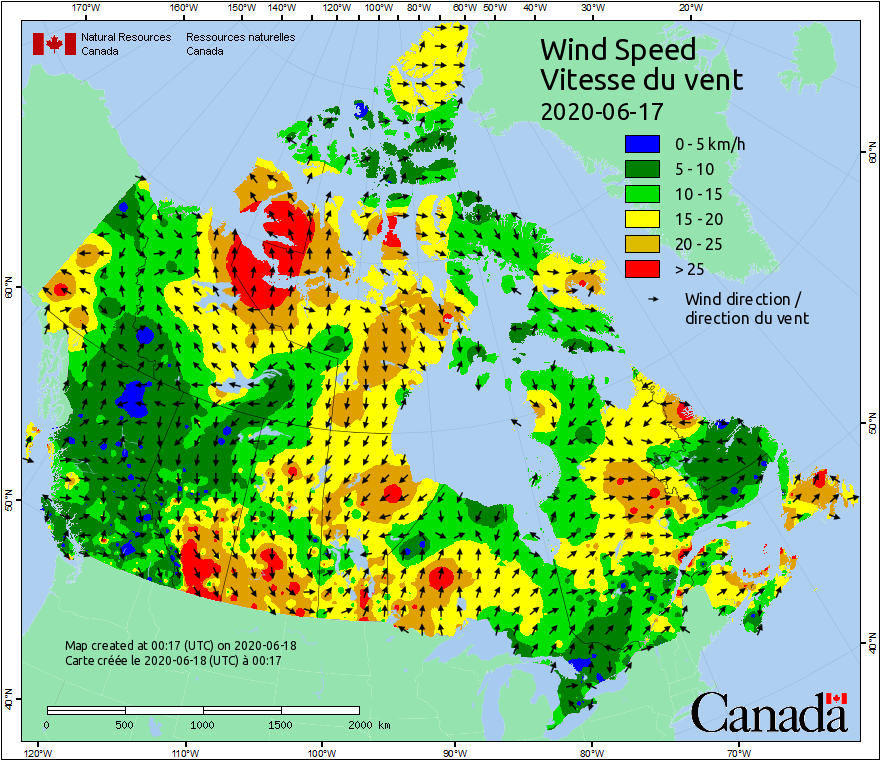 170°W 160°W 150°W 140°W 130°W 120°W 110°W 100°W 80°W 60°W 50°W 40°W 30°W 20°W
Natural Resources Ressources naturelles
Canada Canada
Wind Speed
Vitesse du vent
2020-06-17
0 - 5 km/h
5 - 10
10 - 15
15 - 20
20 - 25
> 25
Wind direction /
direction du vent
60°N
60°N
50°N
50°N
40°N
40°N
Map created at 00:17 (UTC) on 2020-06-18
Carte créée le 2020-06-18 (UTC) à 00:17
0 500 1000 1500 2000 km
Canada
120°W 110°W 100°W 90°W 80°W 70°W